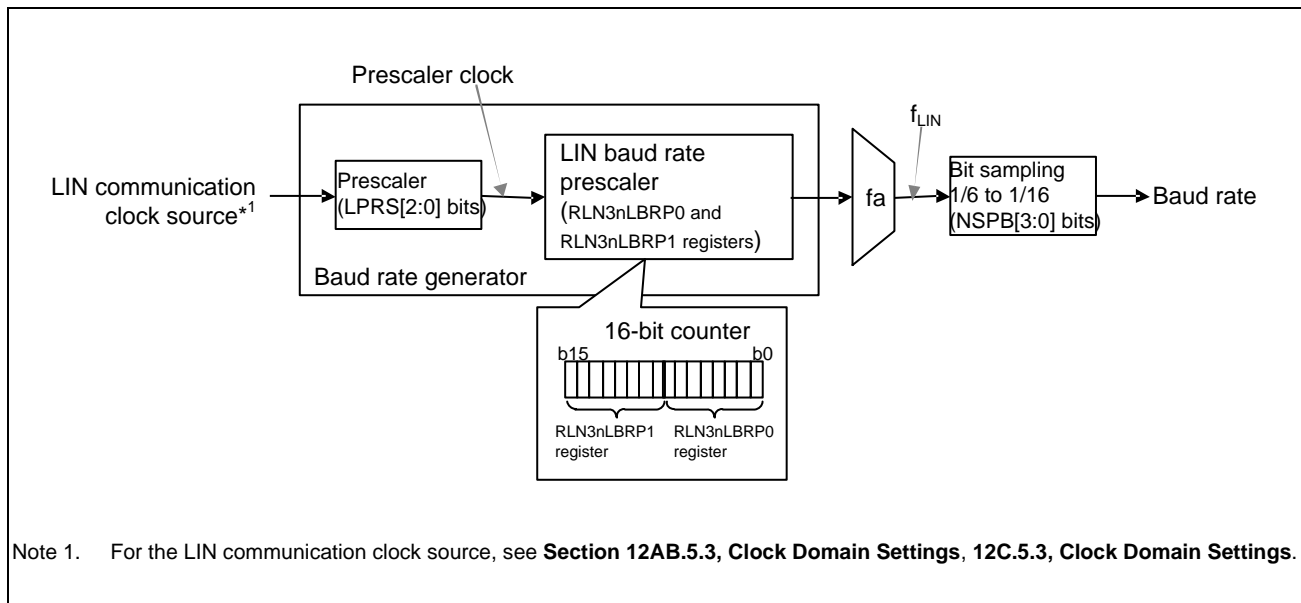 Prescaler clock
LIN communication
clock source*1
Prescaler
(LPRS[2:0] bits)
LIN baud rate
prescaler
(RLN3nLBRP0 and
RLN3nLBRP1 registers)
Baud rate generator
fa
fLIN
Bit sampling
1/6 to 1/16
(NSPB[3:0] bits)
Baud rate
16-bit counter
b15 b0
RLN3nLBRP1
register
RLN3nLBRP0
register
Note 1. For the LIN communication clock source, see Section 12AB.5.3, Clock Domain Settings, 12C.5.3, Clock Domain Settings.